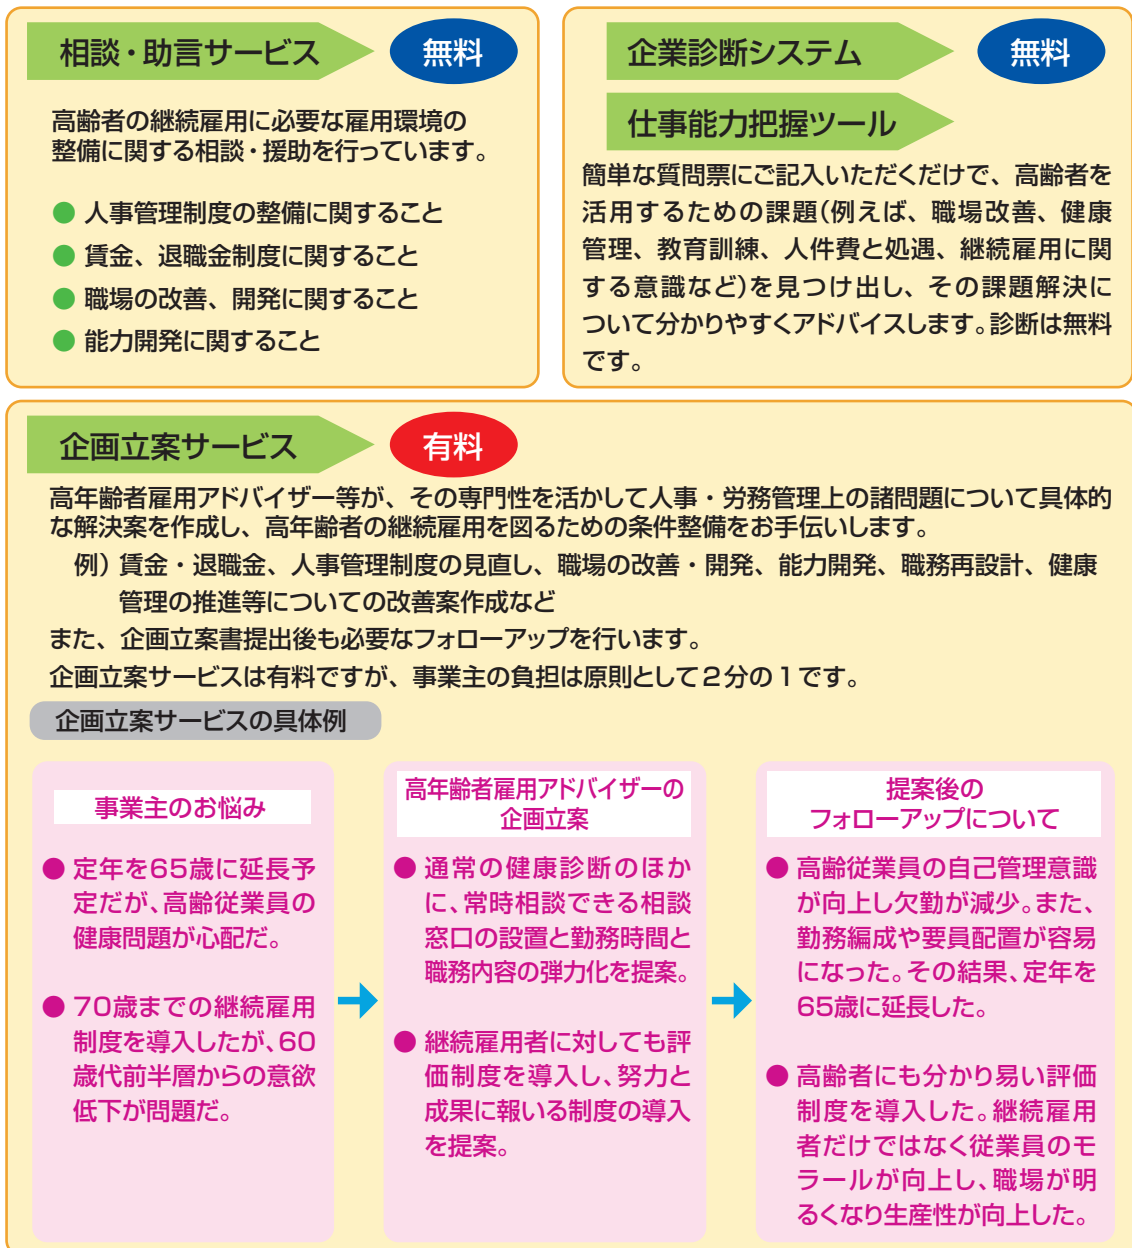 相談・助言サービス
無料
高齢者の継続雇用に必要な雇用環境の
整備に関する相談・援助を行っています。
● 人事管理制度の整備に関すること
● 賃金、退職金制度に関すること
● 職場の改善、開発に関すること
● 能力開発に関すること
企業診断システム
無料
仕事能力把握ツール
簡単な質問票にご記入いただくだけで、高齢者を
活用するための課題(例えば、職場改善、健康
管理、教育訓練、人件費と処遇、継続雇用に関
する意識など)を見つけ出し、その課題解決に
ついて分かりやすくアドバイスします。診断は無料
です。
企画立案サービス
有料
高年齢者雇用アドバイザー等が、その専門性を活かして人事・労務管理上の諸問題について具体的
な解決案を作成し、高年齢者の継続雇用を図るための条件整備をお手伝いします。
例）賃金・退職金、人事管理制度の見直し、職場の改善・開発、能力開発、職務再設計、健康
管理の推進等についての改善案作成など
また、企画立案書提出後も必要なフォローアップを行います。
企画立案サービスは有料ですが、事業主の負担は原則として２分の１です。
企画立案サービスの具体例
事業主のお悩み
● 定年を65歳に延長予
定だが、高齢従業員の
健康問題が心配だ。
● 70歳までの継続雇用
制度を導入したが、60
歳代前半層からの意欲
低下が問題だ。
高年齢者雇用アドバイザーの
企画立案
● 通常の健康診断のほか
に、常時相談できる相談
窓口の設置と勤務時間と
職務内容の弾力化を提案。
● 継続雇用者に対しても評
価制度を導入し、努力と
成果に報いる制度の導入
を提案。
提案後の
フォローアップについて
● 高齢従業員の自己管理意識
が向上し欠勤が減少。また、
勤務編成や要員配置が容易
になった。その結果、定年を
65歳に延長した。
● 高齢者にも分かり易い評価
制度を導入した。継続雇用
者だけではなく従業員のモ
ラールが向上し、職場が明
るくなり生産性が向上した。